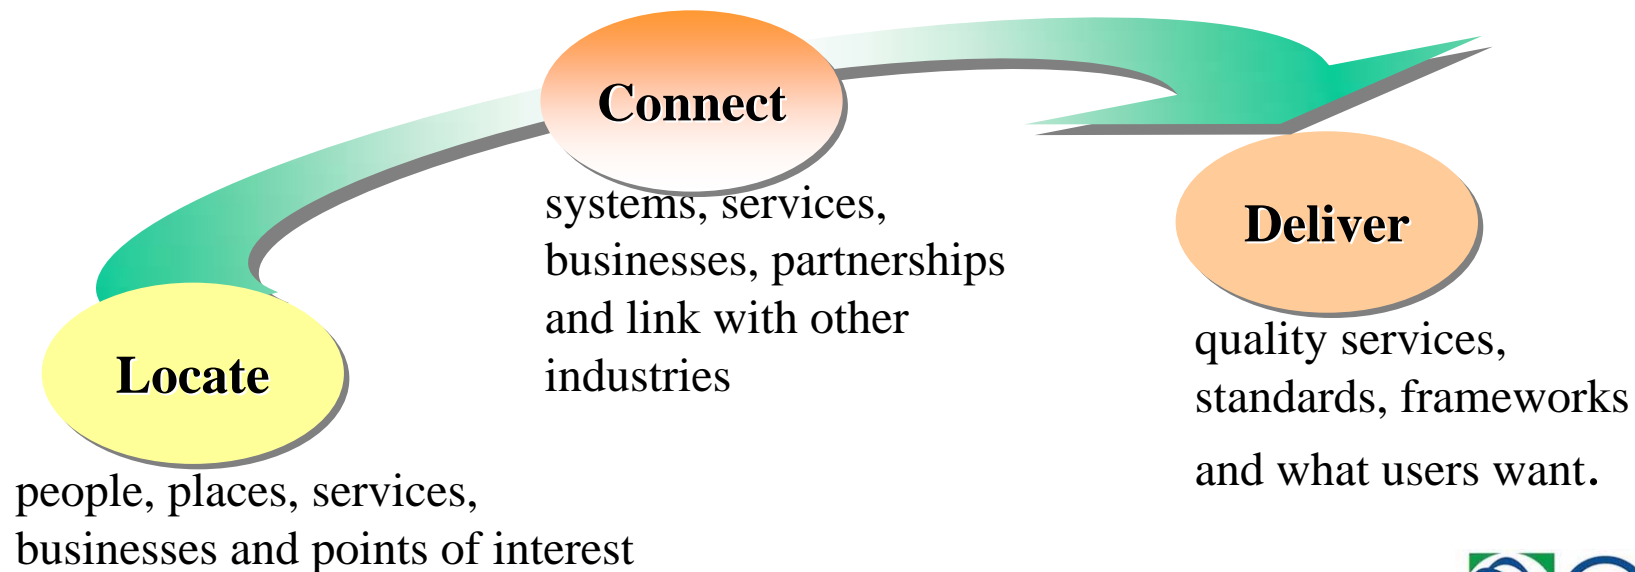 Locate
people, places, services,
businesses and points of interest
Connect
systems, services,
businesses, partnerships
and link with other
industries
Deliver
quality services,
standards, frameworks
and what users want.